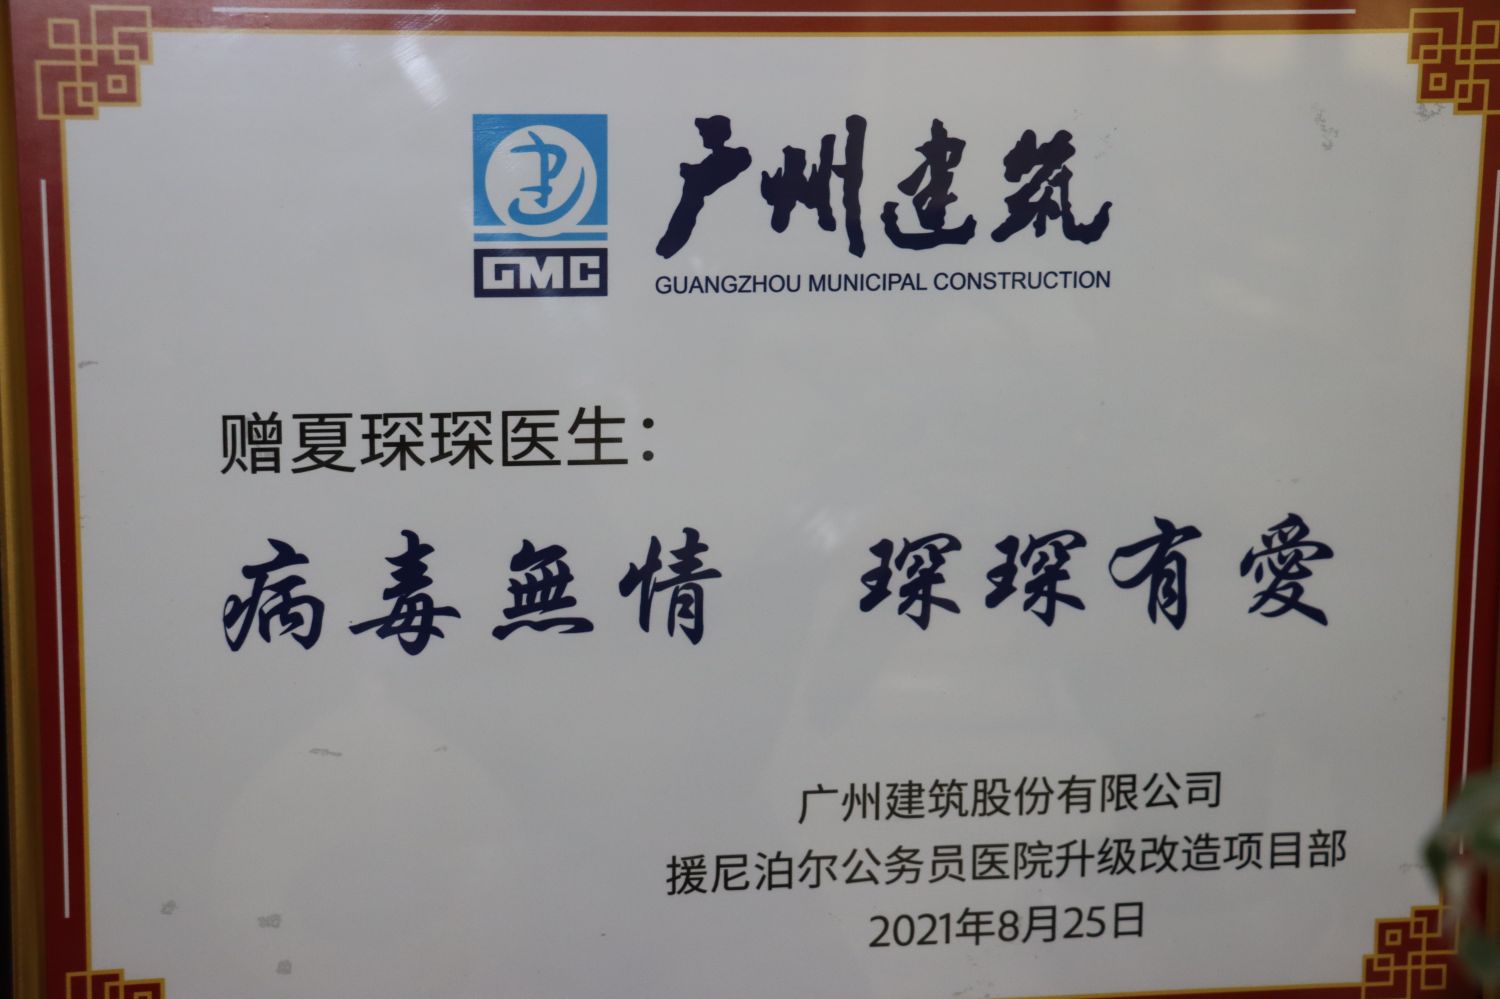 GMC
广州建筑
GUANGZHOU MUNICIPAL CONSTRUCTION
赠夏琛琛医生：
病毒無情 琛琛有愛
广州建筑股份有限公司
援尼泊尔公务员医院升级改造项目部
2021年8月25日